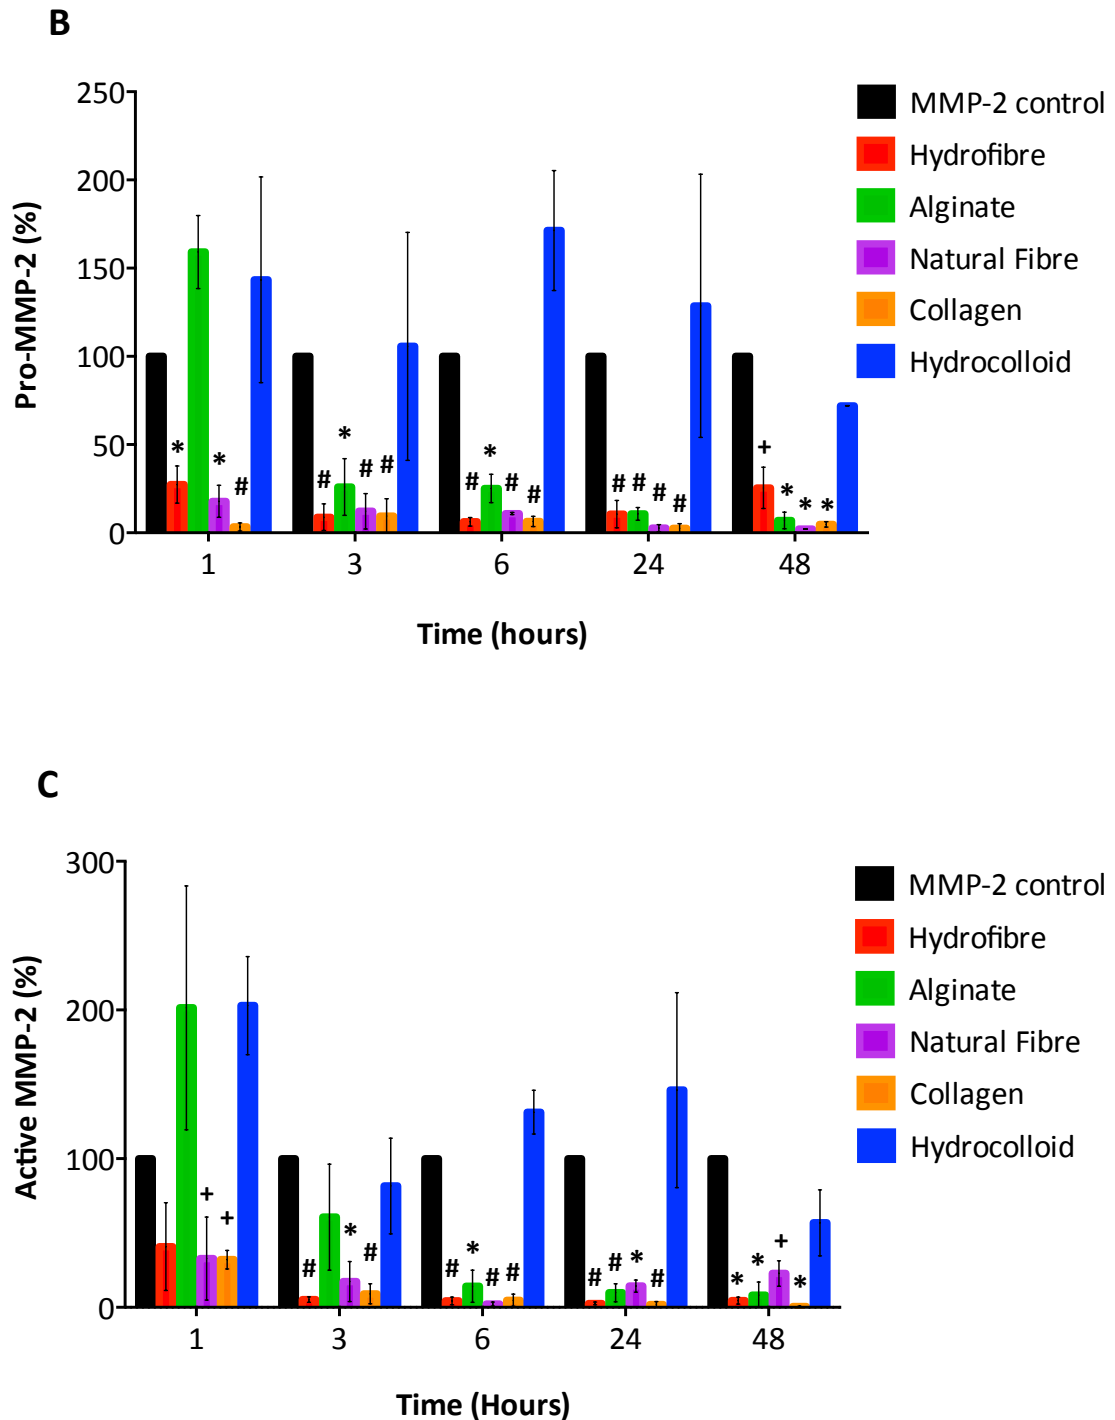 B
Pro-MMP-2 (%)
250
200
150
100
50
0
* * #
# * # #
# * # #
# # # #
+ * * *
1 3 6 24 48
Time (hours)
MMP-2 control
Hydrofibre
Alginate
Natural Fibre
Collagen
Hydrocolloid
C
Active MMP-2 (%)
300
200
100
0
+ +
# * #
# * # #
# # * #
* * + *
1 3 6 24 48
Time (Hours)
MMP-2 control
Hydrofibre
Alginate
Natural Fibre
Collagen
Hydrocolloid